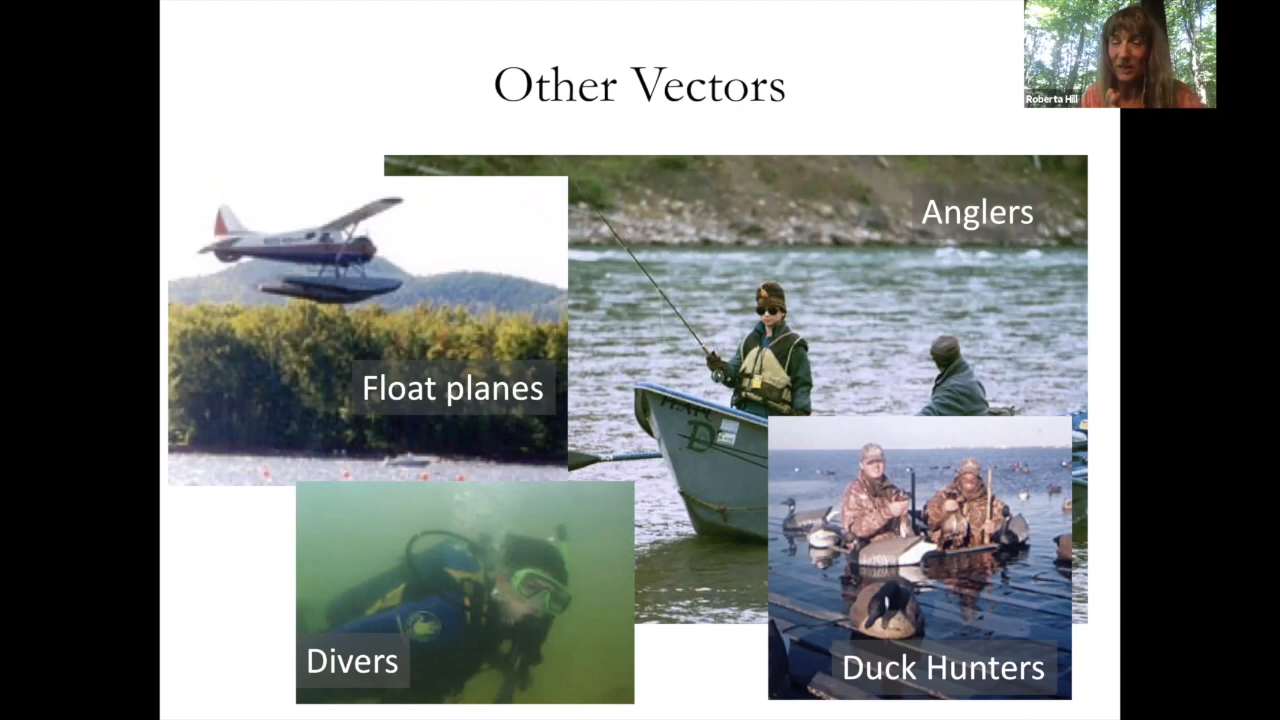 Other Vectors
Roberta Hill
Anglers
Float planes
D
Divers
Duck Hunters